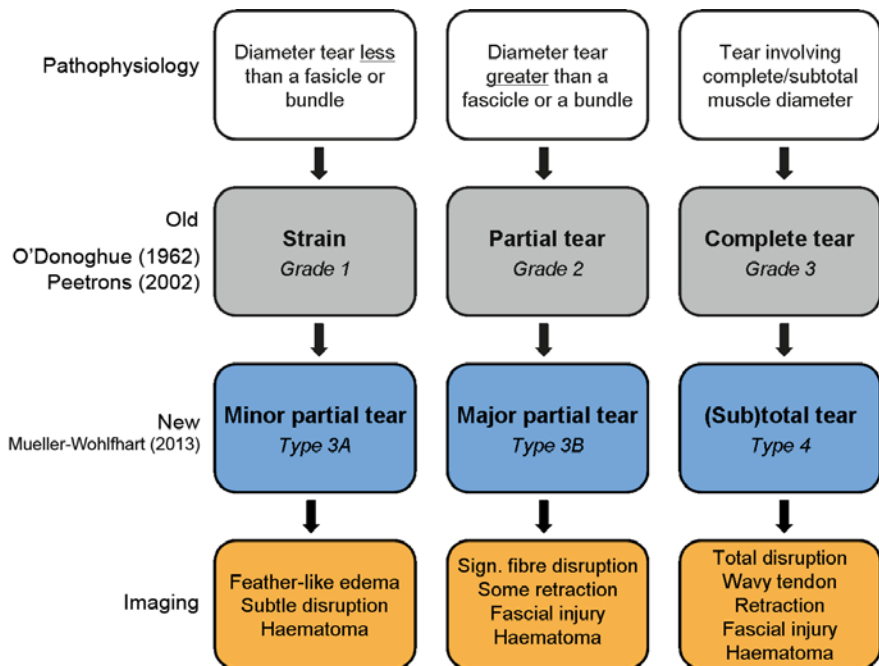 Pathophysiology
Diameter tear less
than a fasicle or
bundle
Diameter tear
greater than a
fascicle or a bundle
Tear involving
complete/subtotal
muscle diameter
Old
O'Donoghue (1962)
Peetrons (2002)
Strain
Grade 1
Partial tear
Grade 2
Complete tear
Grade 3
New
Mueller-Wohlfhart (2013)
Minor partial tear
Type 3A
Major partial tear
Type 3B
(Sub)total tear
Type 4
Imaging
Feather-like edema
Subtle disruption
Haematoma
Sign. fibre disruption
Some retraction
Fascial injury
Haematoma
Total disruption
Wavy tendon
Retraction
Fascial injury
Haematoma